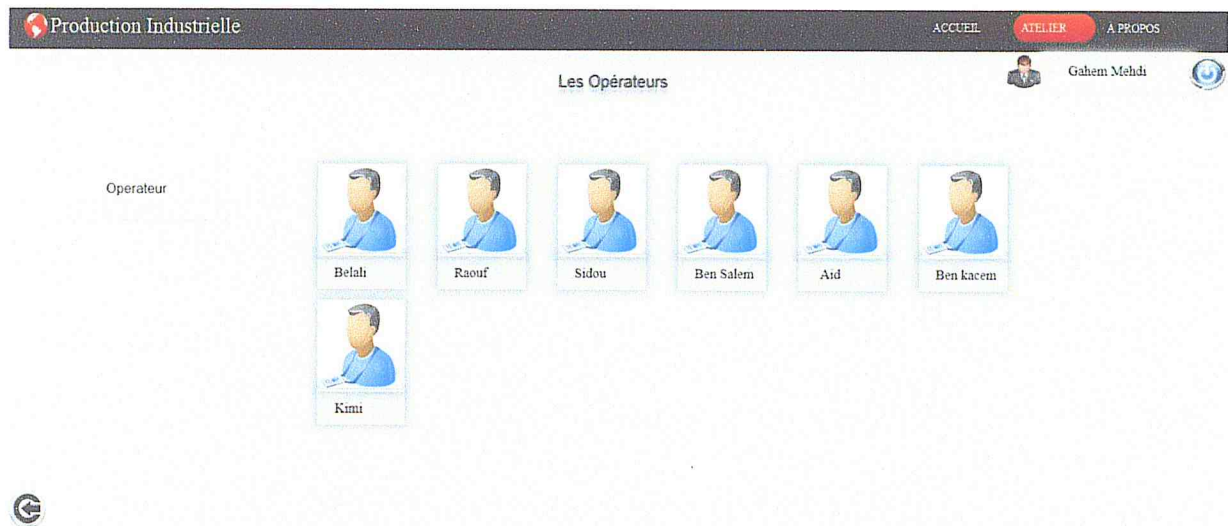 Production Industrielle
ACCUEIL ATELIER A PROPOS
Gahem Mehdi
Les Opérateurs
Operateur
Belali Raouf Sidou Ben Salem Aid Ben kacem
Kimi